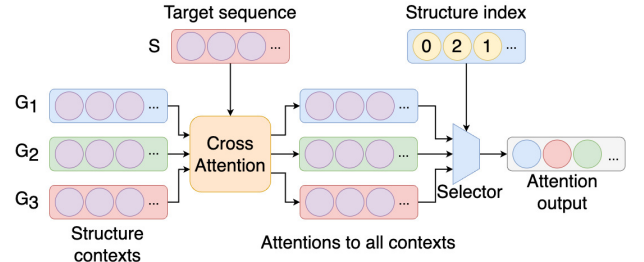 Target sequence
Structure index
S ...
0 2 1 ...
G1 ... ...
G2 ... Cross Attention ...
G3 ... ...
...
Selector
Attention output
Structure contexts
Attentions to all contexts